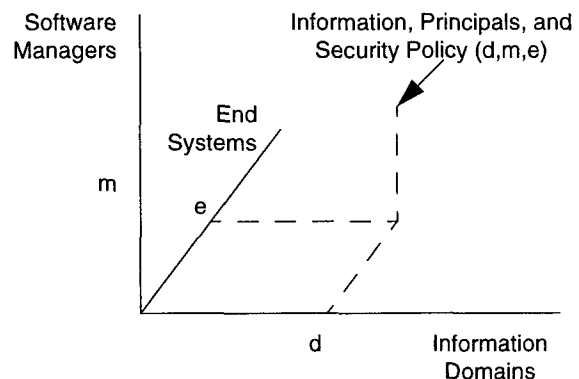 Software
Managers
Information, Principals, and
Security Policy (d,m,e)
End
Systems
m
e
d
Information
Domains